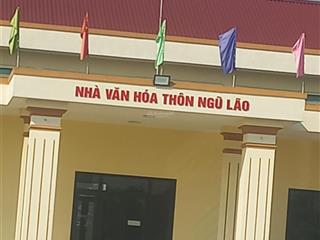 NHÀ VĂN HÓA THÔN NGŨ LÃO